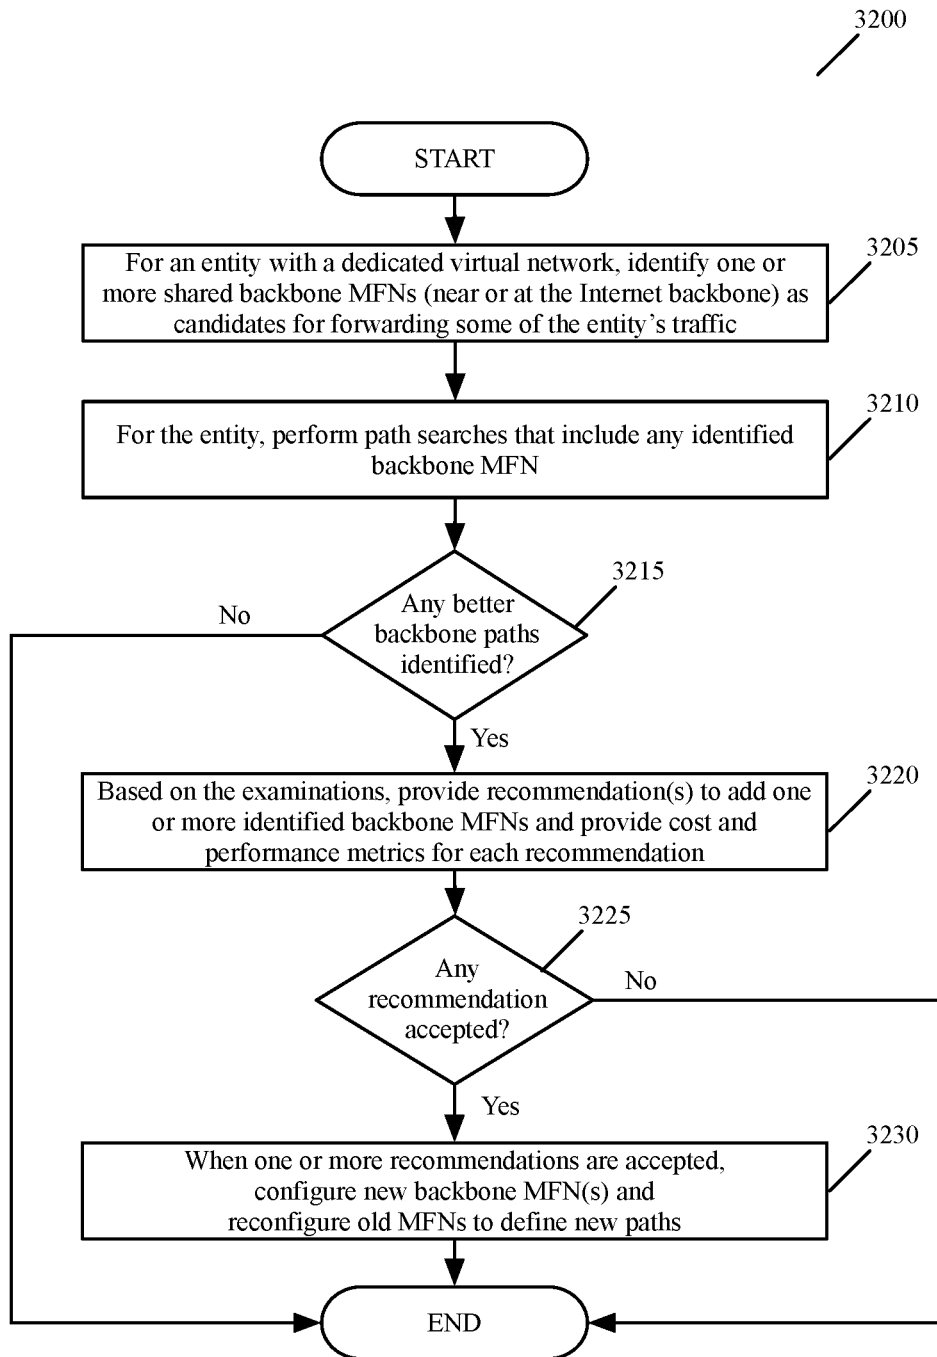 3200
START
3205
For an entity with a dedicated virtual network, identify one or
more shared backbone MFNs (near or at the Internet backbone) as
candidates for forwarding some of the entity's traffic
3210
For the entity, perform path searches that include any identified
backbone MFN
3215
Any better
backbone paths
identified?
No
Yes
3220
Based on the examinations, provide recommendation(s) to add one
or more identified backbone MFNs and provide cost and
performance metrics for each recommendation
3225
Any
recommendation
accepted?
No
Yes
3230
When one or more recommendations are accepted,
configure new backbone MFN(s) and
reconfigure old MFNs to define new paths
END